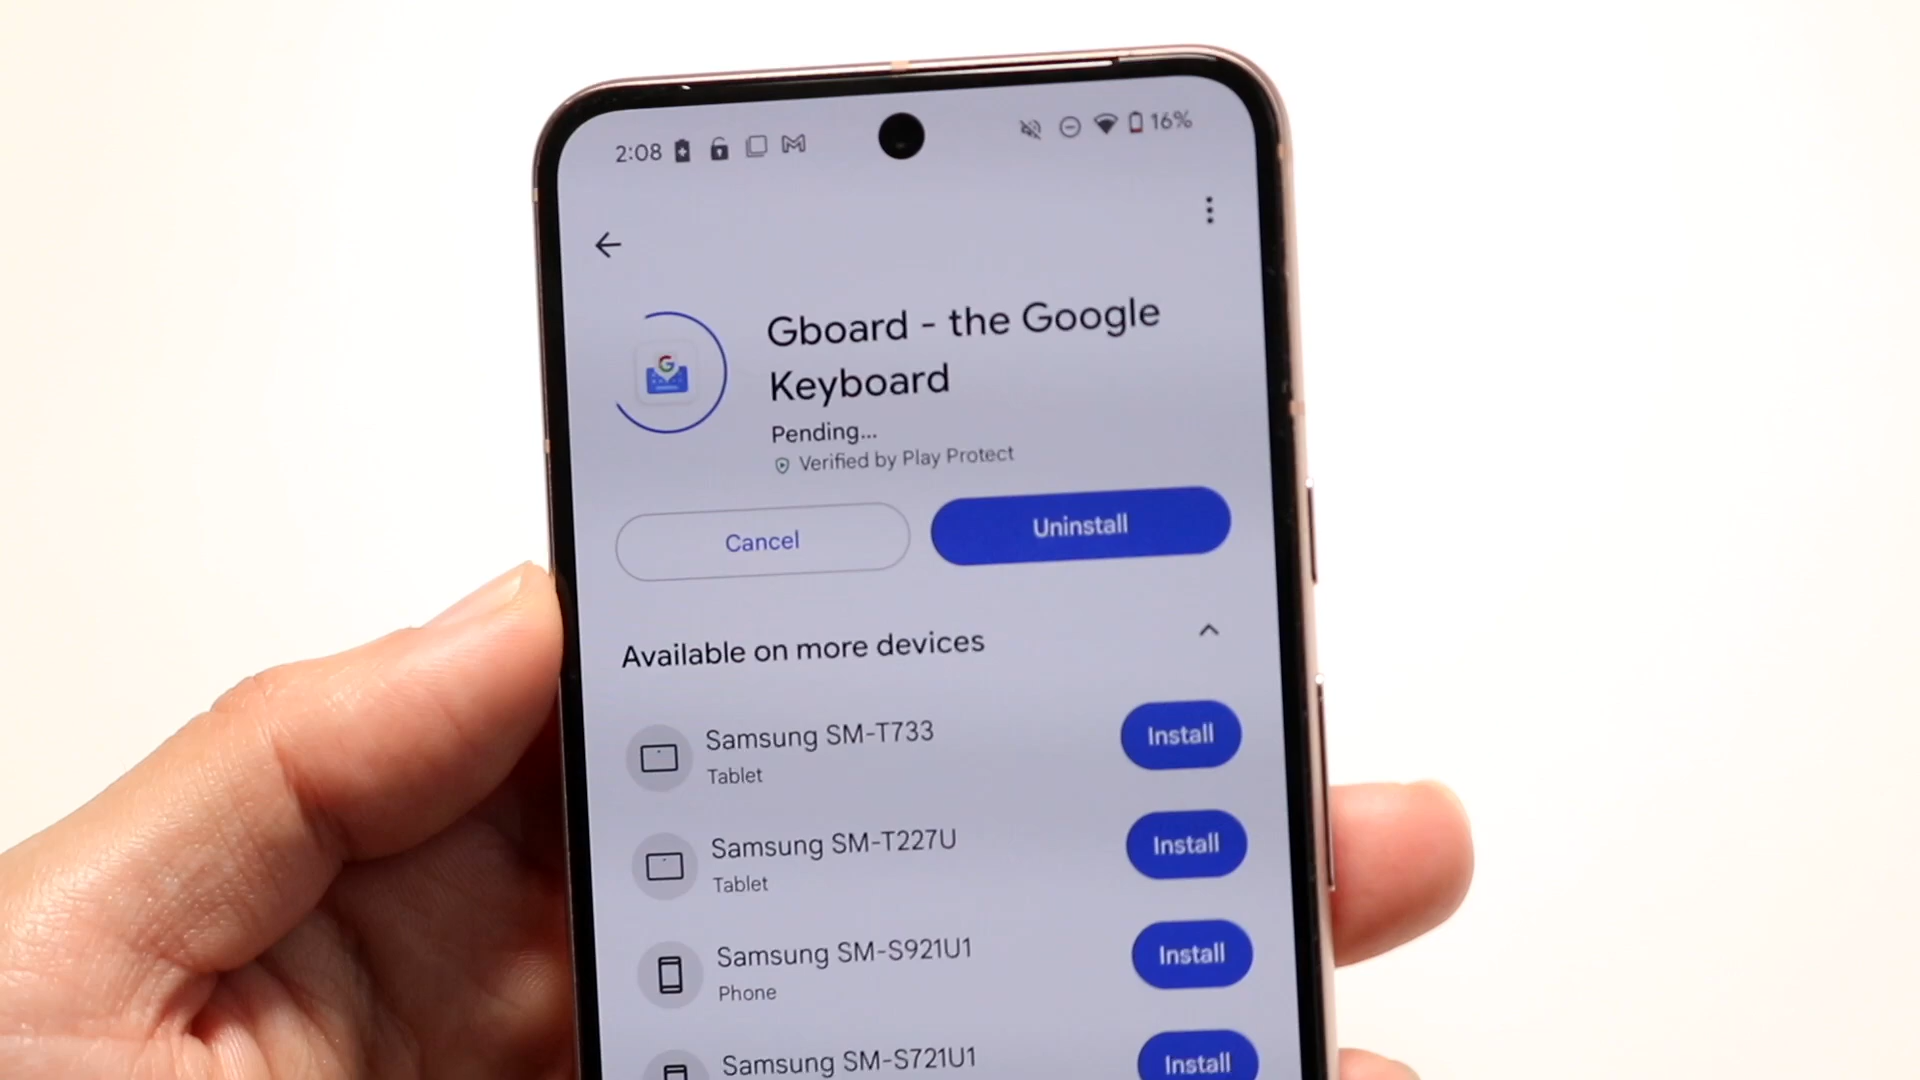 2:08
16%
Gboard - the Google
Keyboard
Pending...
Verified by Play Protect
Cancel
Uninstall
Available on more devices
Samsung SM-T733
Tablet
Install
Samsung SM-T227U
Tablet
Install
Samsung SM-S921U1
Phone
Install
Samsung SM-S721U1
Install